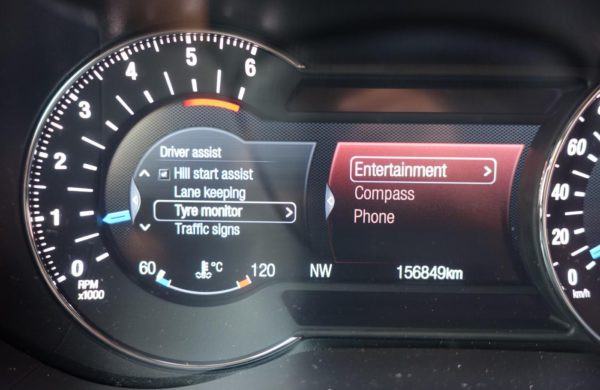 6
5
4
3
2
1
0
RPM
x1000
Driver assist
Hill start assist
Lane keeping
Tyre monitor
Traffic signs
60 °C 120
Entertainment
Compass
Phone
NW 156849km
60
40
20
0
km/h